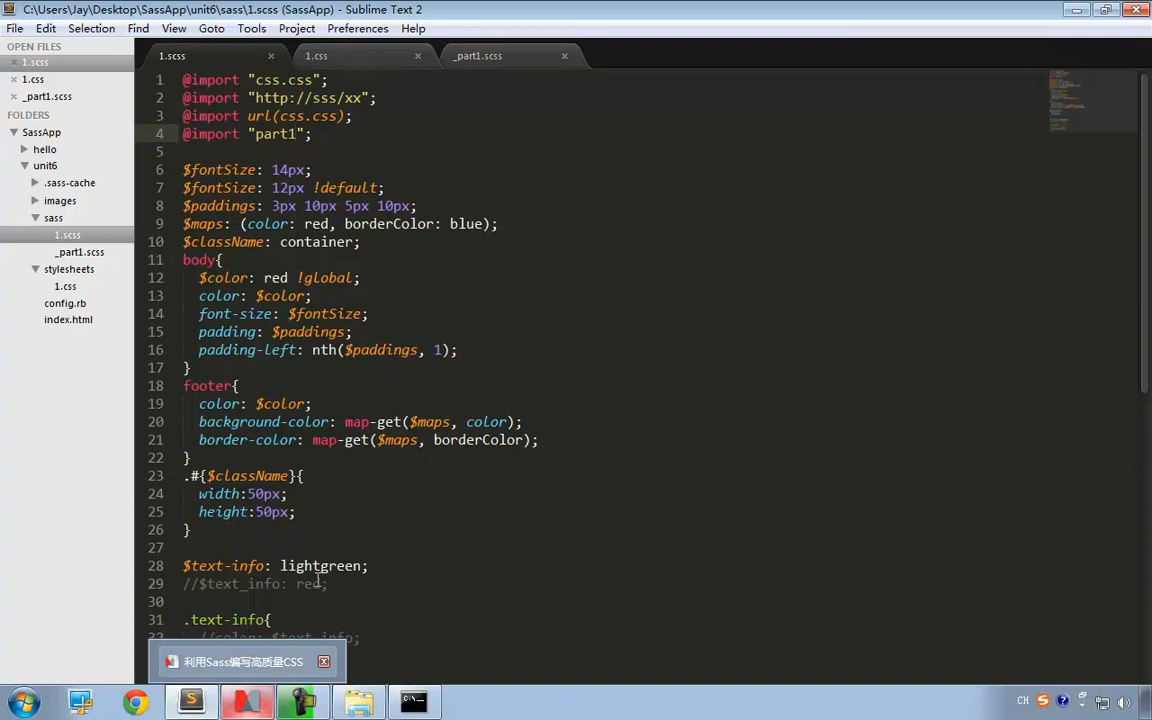 C:\Users\Jay\Desktop\SassApp\unit6\sass\1.scss (SassApp) - Sublime Text 2
File Edit Selection Find View Goto Tools Project Preferences Help
OPEN FILES
1.scss
1.css
_part1.scss
FOLDERS
SassApp
hello
unit6
.sass-cache
images
sass
1.scss
_part1.scss
stylesheets
1.css
config.rb
index.html
1.scss 1.css _part1.scss
1 @import "css.css";
2 @import "http://sss/xx";
3 @import url(css.css);
4 @import "part1";
5
6 $fontSize: 14px;
7 $fontSize: 12px !default;
8 $paddings: 3px 10px 5px 10px;
9 $maps: (color: red, borderColor: blue);
10 $className: container;
11 body{
12 $color: red !global;
13 color: $color;
14 font-size: $fontSize;
15 padding: $paddings;
16 padding-left: nth($paddings, 1);
17 }
18 footer{
19 color: $color;
20 background-color: map-get($maps, color);
21 border-color: map-get($maps, borderColor);
22 }
23 .#{$className}{
24 width:50px;
25 height:50px;
26 }
27
28 $text-info: lightgreen;
29 //$text_info: red;
30
31 .text-info{
32 //color: $text_info;
利用Sass编写高质量CSS
CH